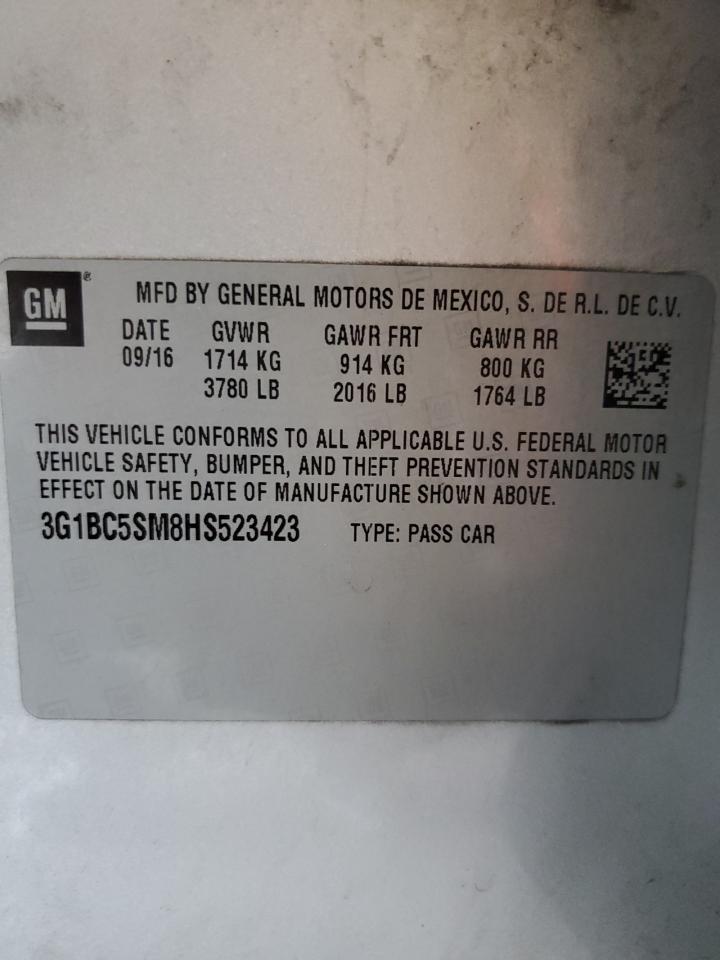 GM ®
MFD BY GENERAL MOTORS DE MEXICO, S. DE R.L. DE C.V.
DATE GVWR GAWR FRT GAWR RR
09/16 1714 KG 914 KG 800 KG
3780 LB 2016 LB 1764 LB
THIS VEHICLE CONFORMS TO ALL APPLICABLE U.S. FEDERAL MOTOR
VEHICLE SAFETY, BUMPER, AND THEFT PREVENTION STANDARDS IN
EFFECT ON THE DATE OF MANUFACTURE SHOWN ABOVE.
3G1BC5SM8HS523423 TYPE: PASS CAR